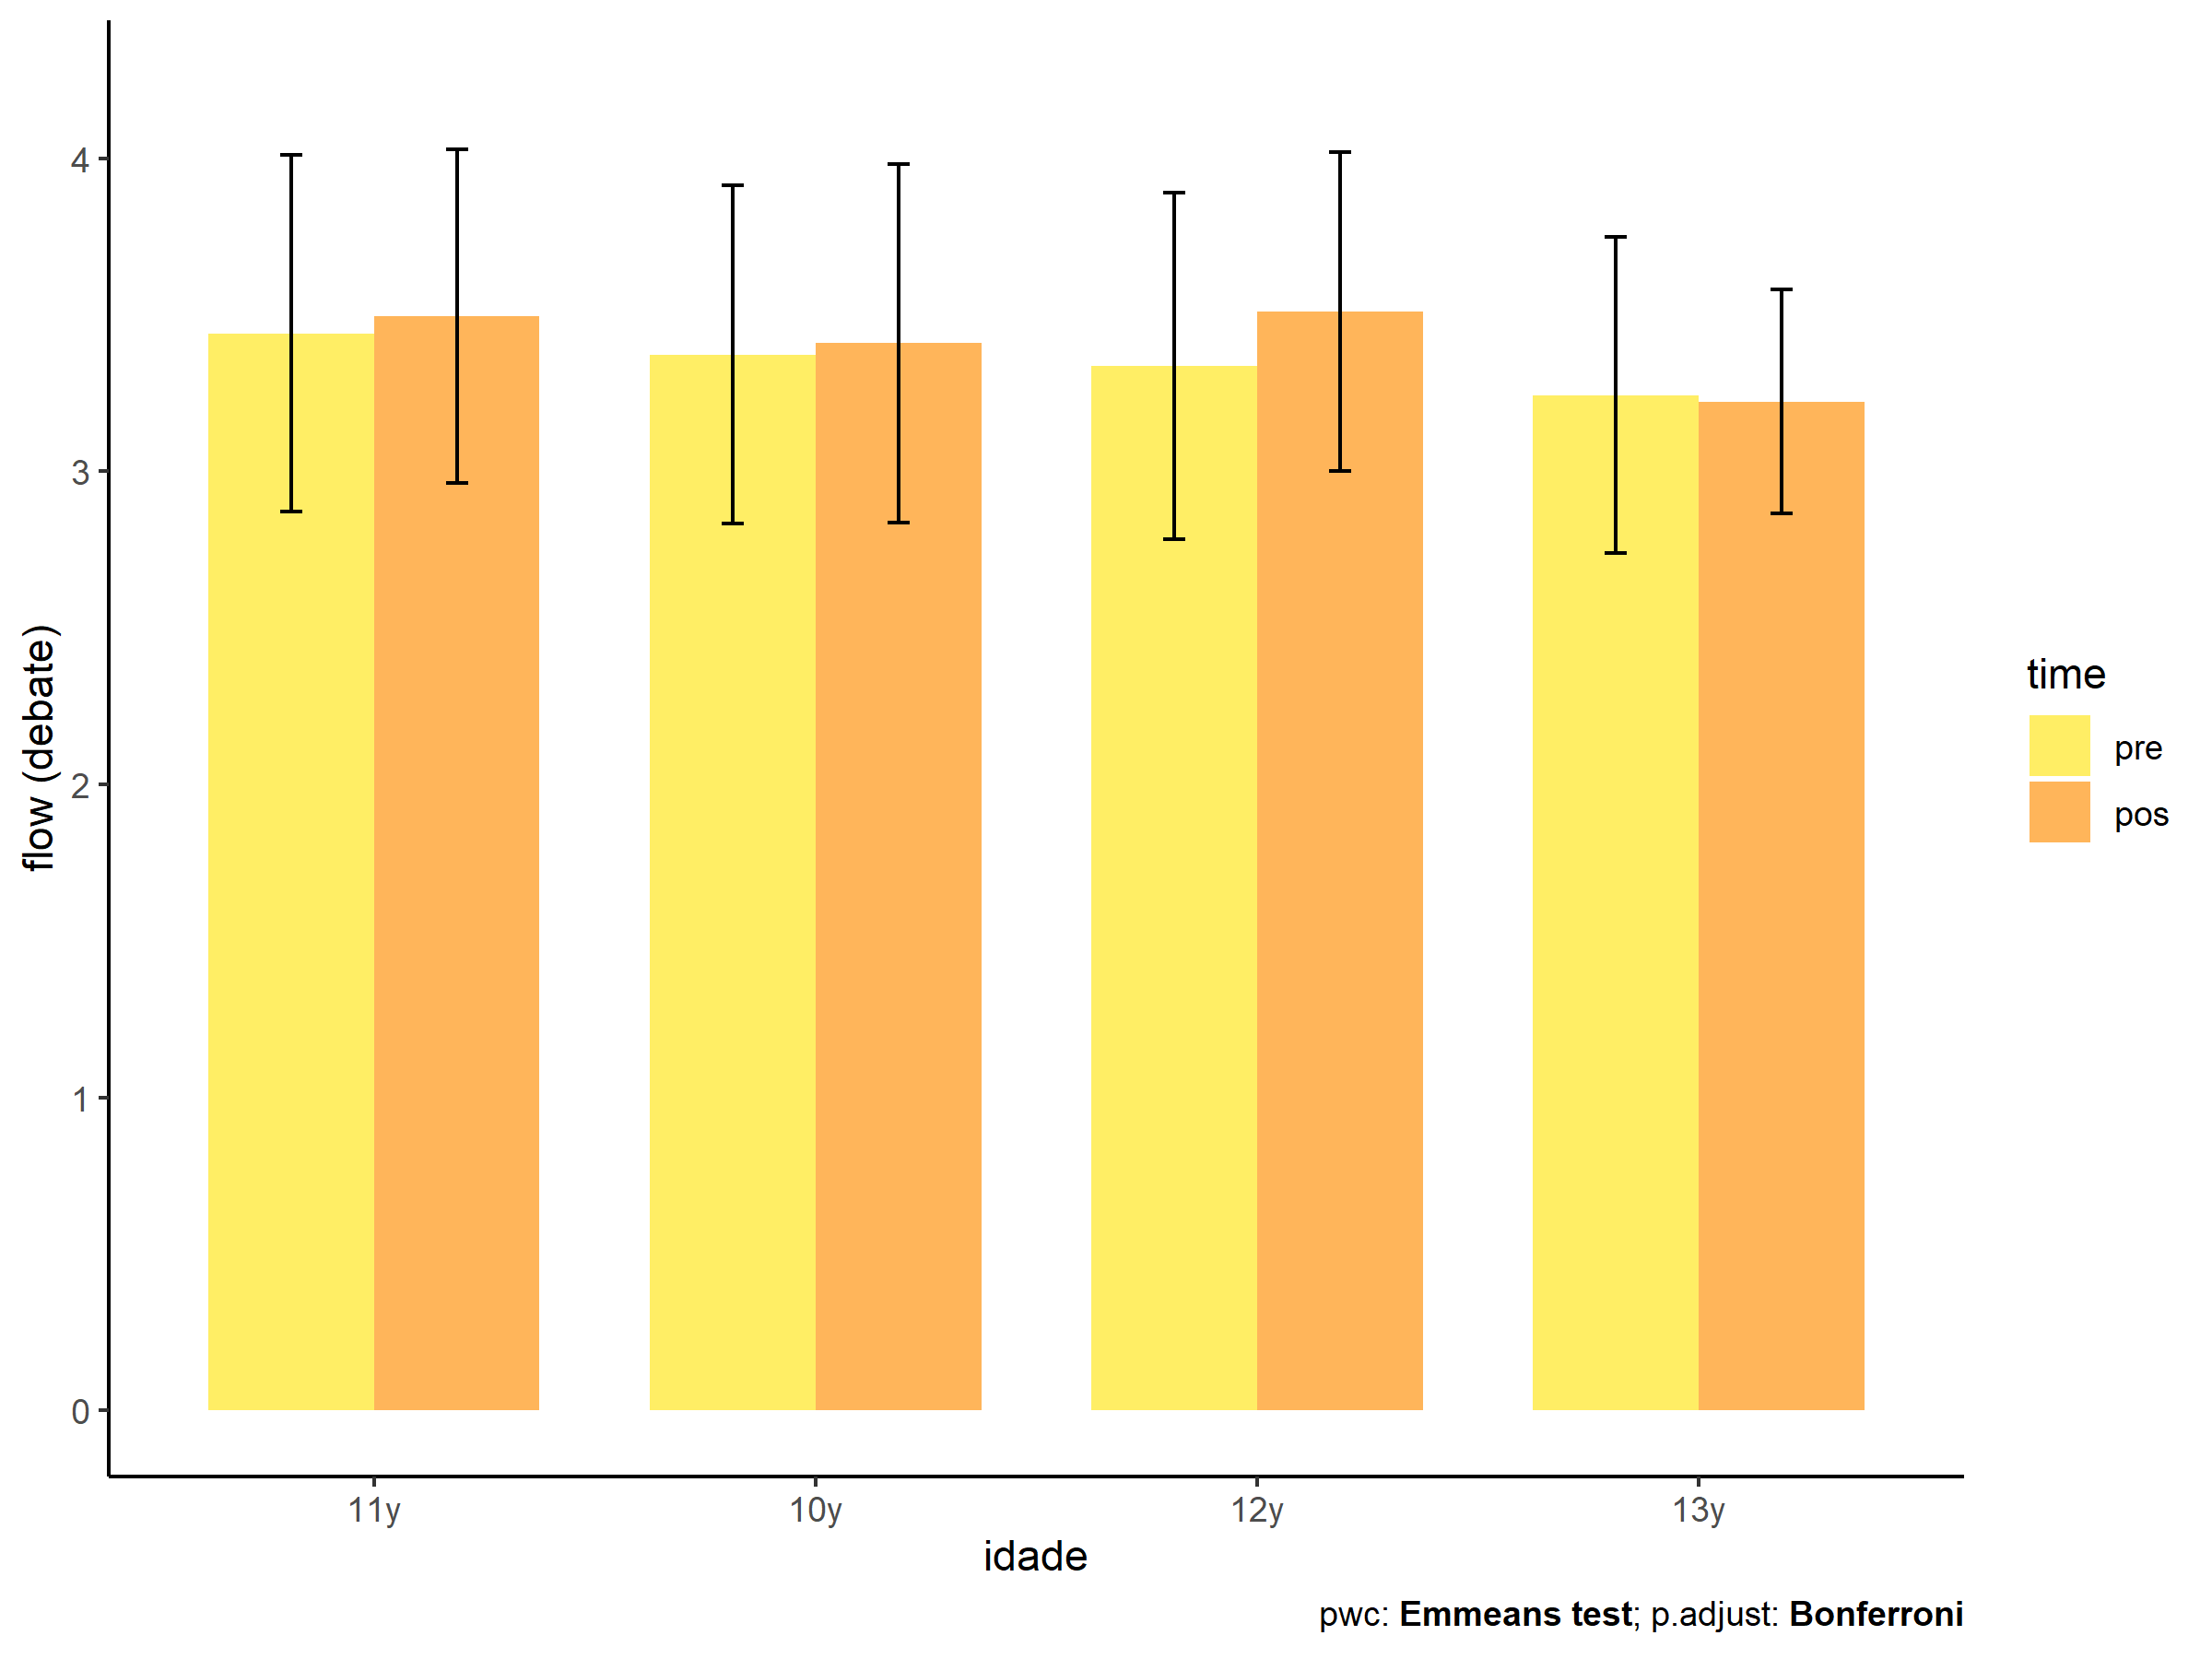 flow (debate)
4
3
2
1
0
11y 10y 12y 13y
idade
time
pre
pos
pwc: Emmeans test; p.adjust: Bonferroni